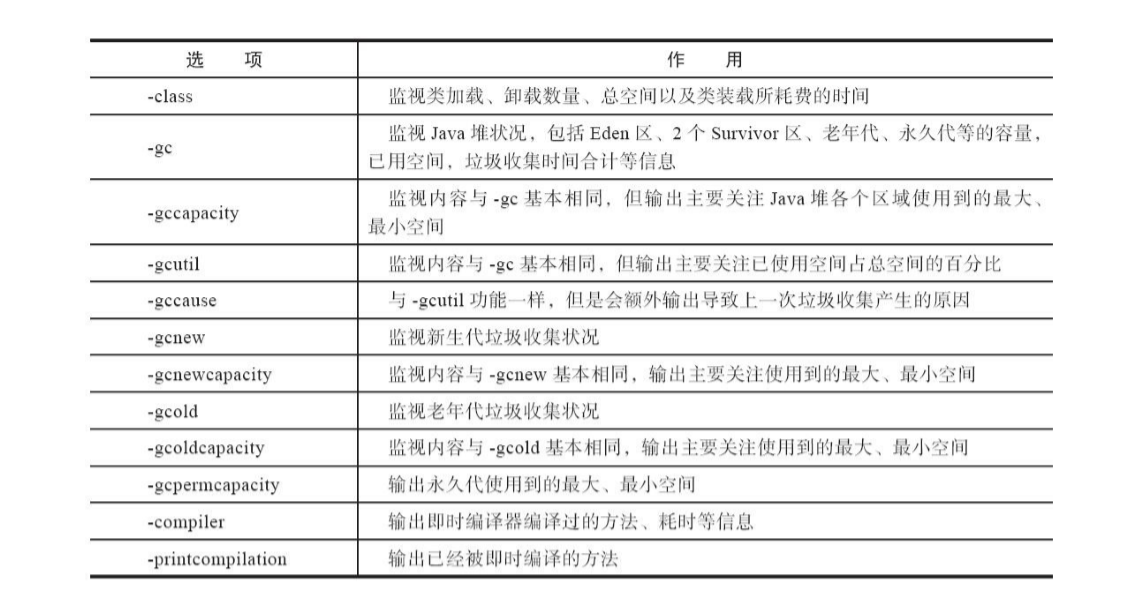 选 项 作 用
-class 监视类加载、卸载数量、总空间以及类装载所耗费的时间
-gc 监视 Java 堆状况，包括 Eden 区、2 个 Survivor 区、老年代、永久代等的容量，
已用空间，垃圾收集时间合计等信息
-gccapacity 监视内容与 -gc 基本相同，但输出主要关注 Java 堆各个区域使用到的最大、
最小空间
-gcutil 监视内容与 -gc 基本相同，但输出主要关注已使用空间占总空间的百分比
-gccause 与 -gcutil 功能一样，但是会额外输出导致上一次垃圾收集产生的原因
-gcnew 监视新生代垃圾收集状况
-gcnewcapacity 监视内容与 -gcnew 基本相同，输出主要关注使用到的最大、最小空间
-gcold 监视老年代垃圾收集状况
-gcoldcapacity 监视内容与 -gcold 基本相同，输出主要关注使用到的最大、最小空间
-gcpermcapacity 输出永久代使用到的最大、最小空间
-compiler 输出即时编译器编译过的方法、耗时等信息
-printcompilation 输出已经被即时编译的方法